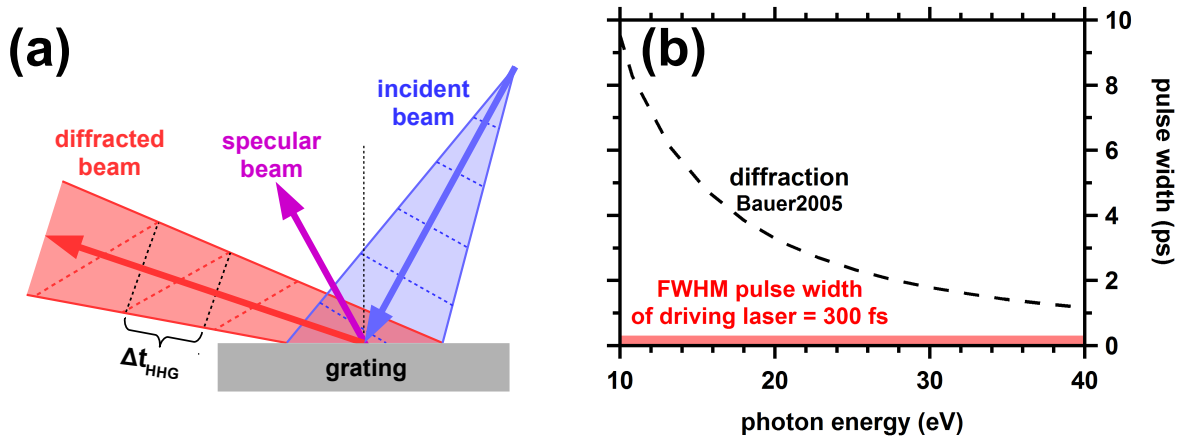 (a)
incident
beam
diffracted
beam
specular
beam
Δt_HHG
grating
(b)
10
8
6
4
2
0
pulse width (ps)
diffraction
Bauer2005
FWHM pulse width
of driving laser = 300 fs
10
20
30
40
photon energy (eV)